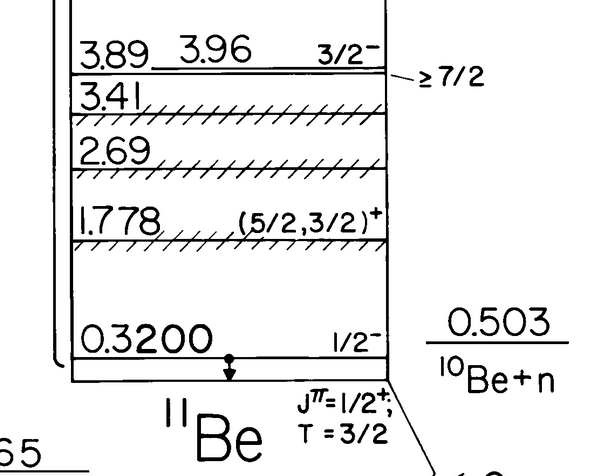 3.89 3.96 3/2⁻
≥7/2
3.41
2.69
1.778 (5/2,3/2)⁺
0.3200 1/2⁻
0.503
¹⁰Be+n
Jπ=1/2⁺;
T=3/2
¹¹Be
65